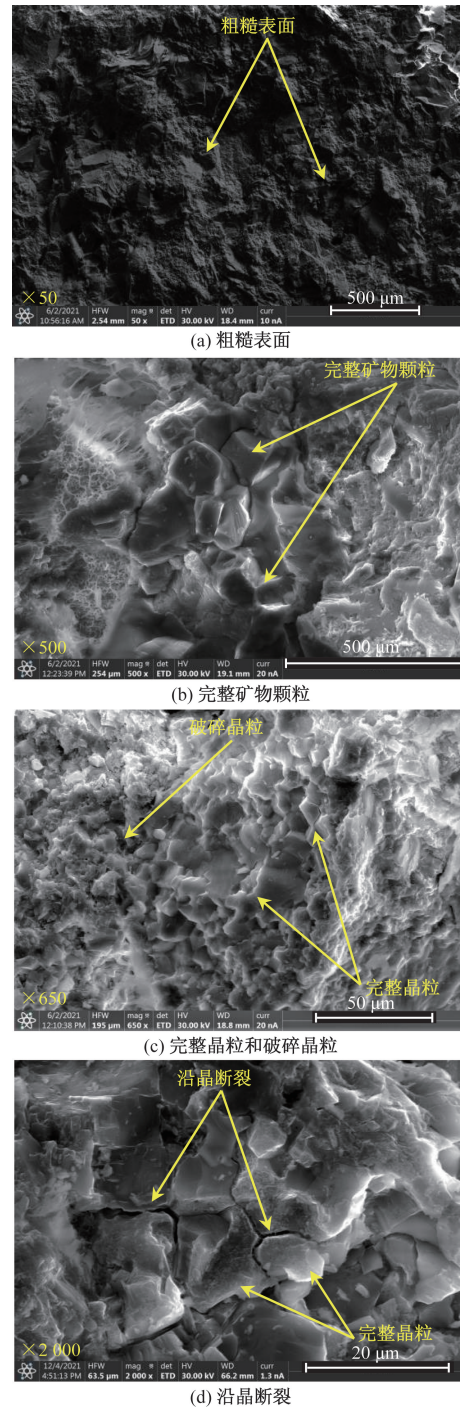 粗糙表面
×50
500 μm
6/2/2021 HFW mag det HV WD curr
10:56:16 AM 2.54 mm 50 x ETD 30.00 kV 18.4 mm 10 nA
(a) 粗糙表面
完整矿物颗粒
×500
500 μm
6/2/2021 HFW mag det HV WD curr
12:23:39 PM 254 μm 500 x ETD 30.00 kV 19.1 mm 20 nA
(b) 完整矿物颗粒
破碎晶粒
完整晶粒
×650
50 μm
6/2/2021 HFW mag det HV WD curr
12:10:38 PM 195 μm 650 x ETD 30.00 kV 18.8 mm 20 nA
(c) 完整晶粒和破碎晶粒
沿晶断裂
完整晶粒
×2 000
20 μm
12/4/2021 HFW mag det HV WD curr
4:51:13 PM 63.5 μm 2 000 x ETD 30.00 kV 66.2 mm 1.3 nA
(d) 沿晶断裂